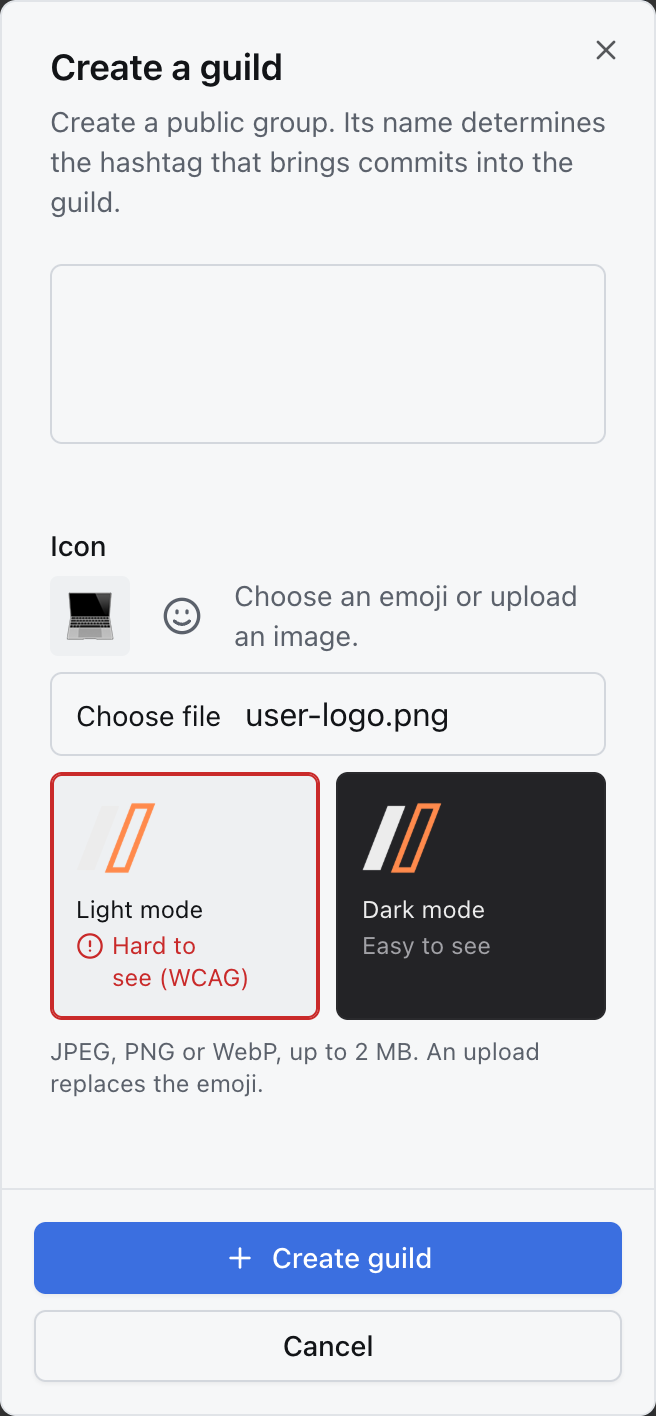 Create a guild
Create a public group. Its name determines
the hashtag that brings commits into the
guild.
Icon
Choose an emoji or upload
an image.
Choose file user-logo.png
Light mode
Hard to
see (WCAG)
Dark mode
Easy to see
JPEG, PNG or WebP, up to 2 MB. An upload
replaces the emoji.
Create guild
Cancel